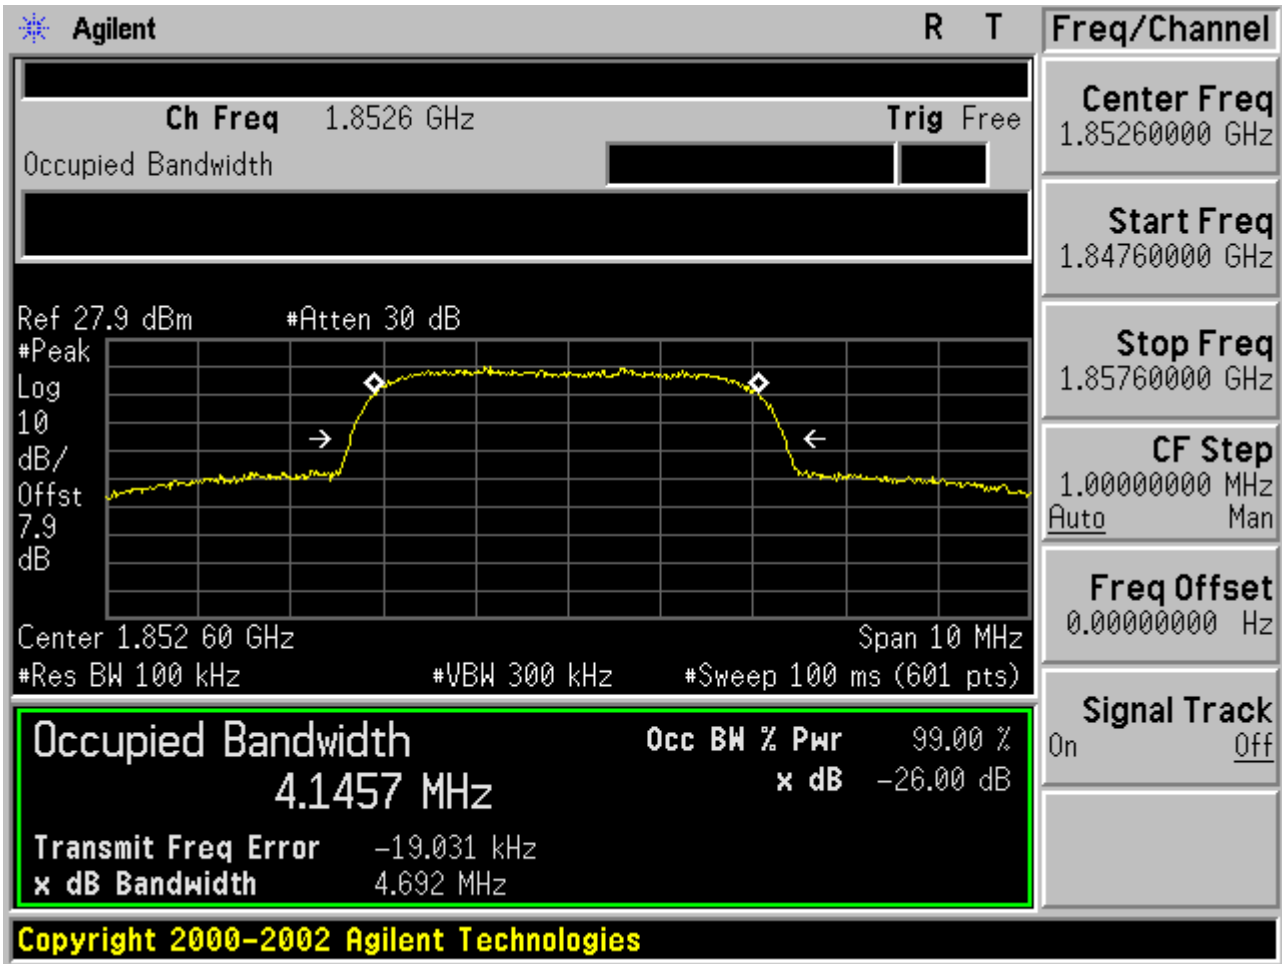 Agilent R T Freq/Channel
Ch Freq 1.8526 GHz Trig Free
Occupied Bandwidth
Center Freq
1.85260000 GHz
Start Freq
1.84760000 GHz
Stop Freq
1.85760000 GHz
CF Step
1.00000000 MHz
Auto Man
Freq Offset
0.00000000 Hz
Signal Track
On Off
Ref 27.9 dBm #Atten 30 dB
#Peak
Log
10
dB/
Offst
7.9
dB
Center 1.852 60 GHz Span 10 MHz
#Res BW 100 kHz #VBW 300 kHz #Sweep 100 ms (601 pts)
Occupied Bandwidth Occ BW % Pwr 99.00 %
4.1457 MHz x dB -26.00 dB
Transmit Freq Error -19.031 kHz
x dB Bandwidth 4.692 MHz
Copyright 2000-2002 Agilent Technologies